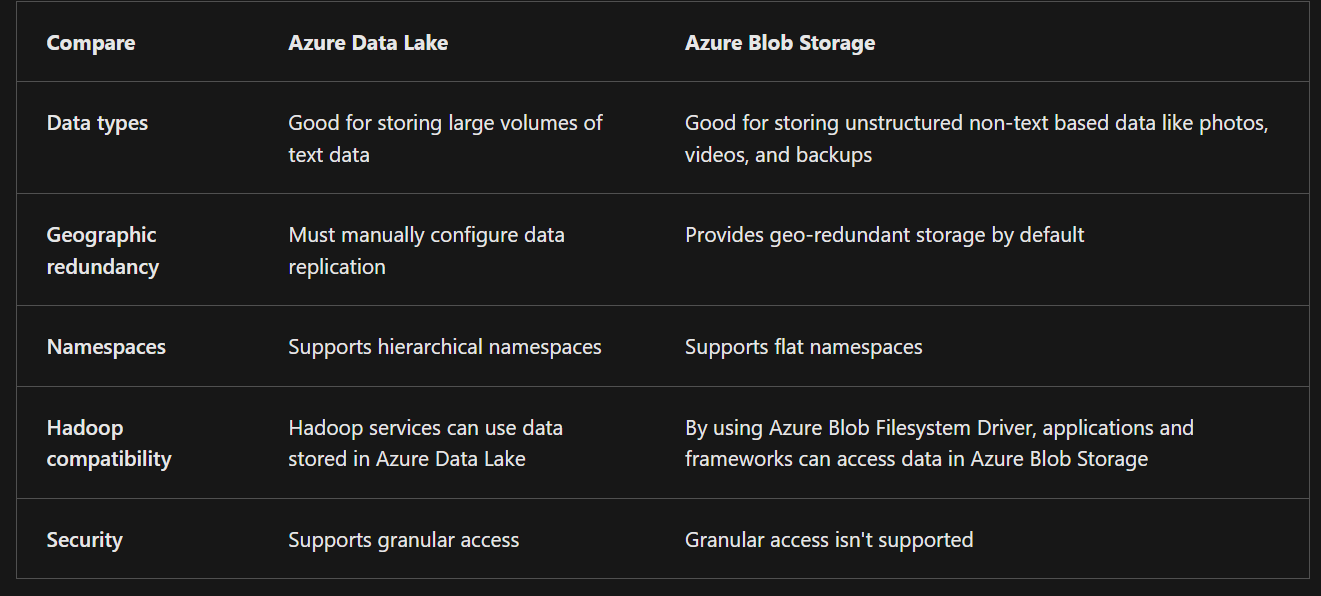 Compare Azure Data Lake Azure Blob Storage
Data types Good for storing large volumes of Good for storing unstructured non-text based data like photos,
text data videos, and backups
Geographic Must manually configure data Provides geo-redundant storage by default
redundancy replication
Namespaces Supports hierarchical namespaces Supports flat namespaces
Hadoop Hadoop services can use data By using Azure Blob Filesystem Driver, applications and
compatibility stored in Azure Data Lake frameworks can access data in Azure Blob Storage
Security Supports granular access Granular access isn't supported